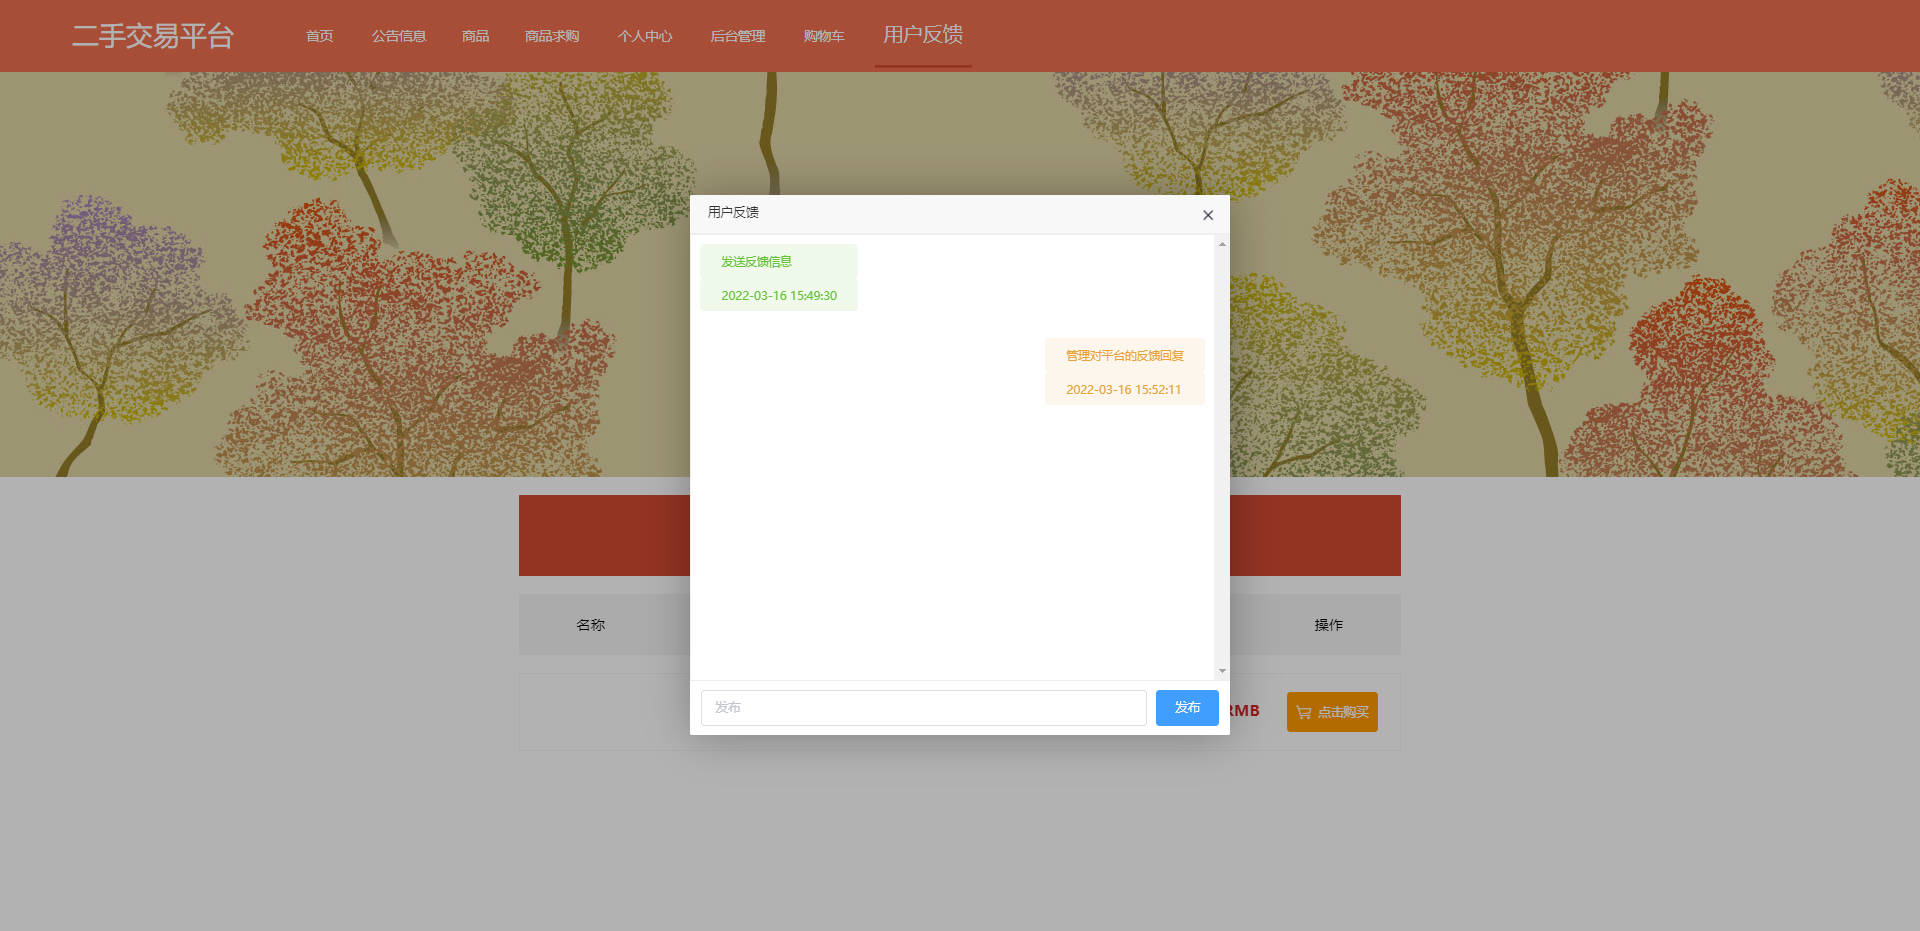 二手交易平台
首页
公告信息
商品
商品求购
个人中心
后台管理
购物车
用户反馈
用户反馈
发送反馈信息
2022-03-16 15:49:30
管理对平台的反馈回复
2022-03-16 15:52:11
名称
操作
发布
发布
RMB
点击购买